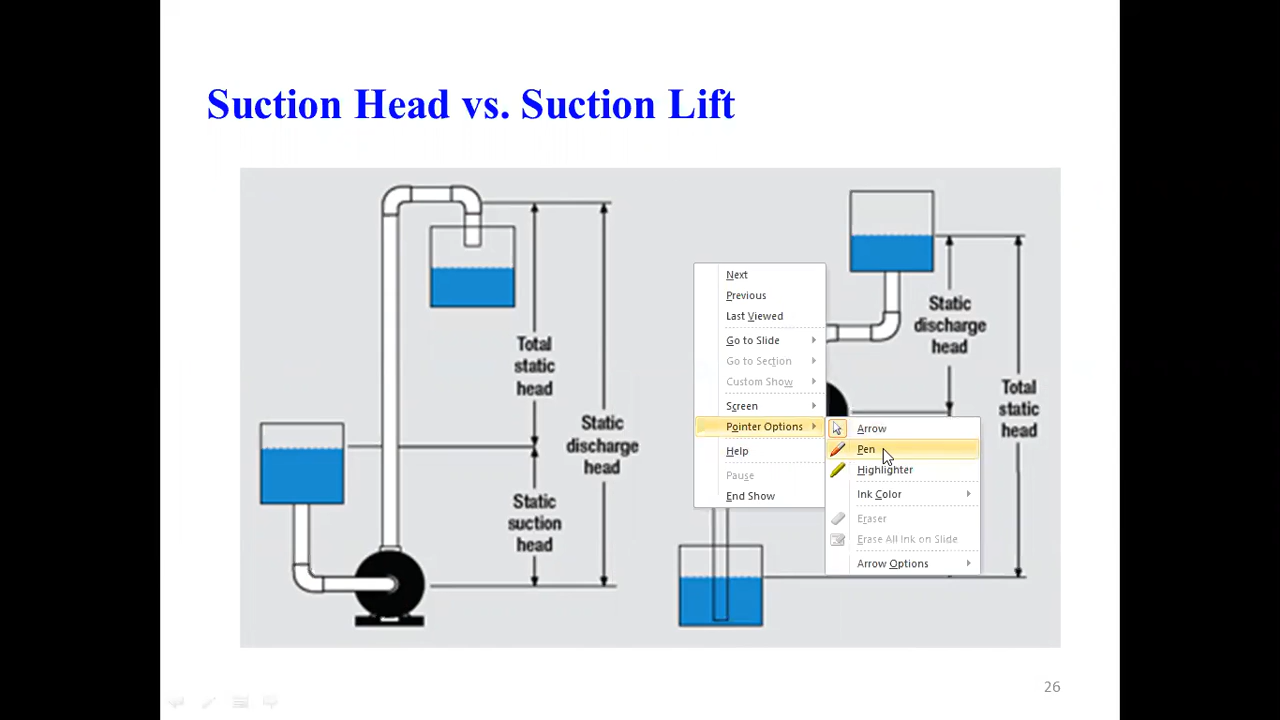 Suction Head vs. Suction Lift
Total
static
head
Static
discharge
head
Static
suction
head
Next
Previous
Last Viewed
Go to Slide
Go to Section
Custom Show
Screen
Pointer Options
Help
Pause
End Show
Arrow
Pen
Highlighter
Ink Color
Eraser
Erase All Ink on Slide
Arrow Options
Static
discharge
head
Total
static
head
26